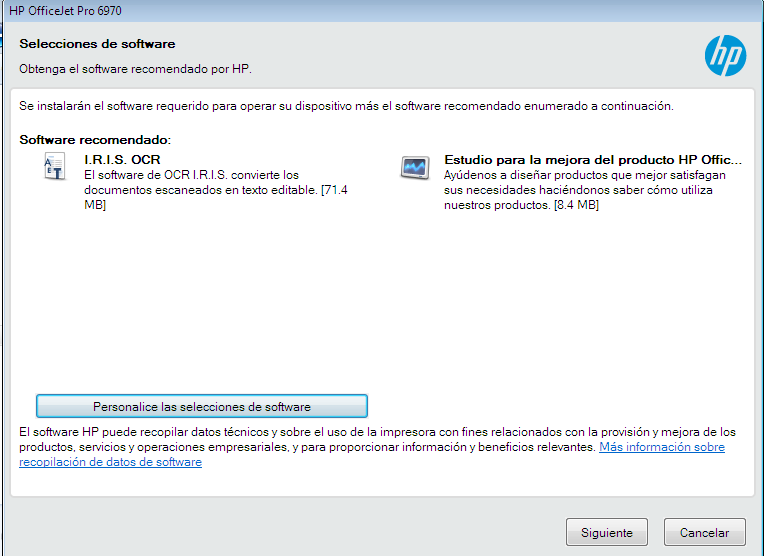 HP OfficeJet Pro 6970
Selecciones de software
Obtenga el software recomendado por HP.
hp
Se instalarán el software requerido para operar su dispositivo más el software recomendado enumerado a continuación.
Software recomendado:
I.R.I.S. OCR
El software de OCR I.R.I.S. convierte los
documentos escaneados en texto editable. [71.4
MB]
Estudio para la mejora del producto HP Offic...
Ayúdenos a diseñar productos que mejor satisfagan
sus necesidades haciéndonos saber cómo utiliza
nuestros productos. [8.4 MB]
Personalice las selecciones de software
El software HP puede recopilar datos técnicos y sobre el uso de la impresora con fines relacionados con la provisión y mejora de los
productos, servicios y operaciones empresariales, y para proporcionar información y beneficios relevantes. Más información sobre
recopilación de datos de software
Siguiente
Cancelar